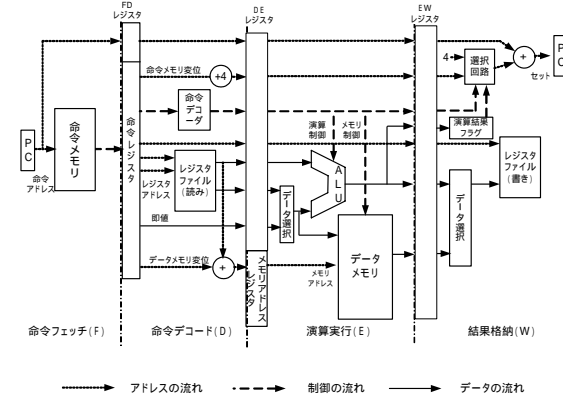 FD
レジスタ
DE
レジスタ
EW
レジスタ
PC
命令
アドレス
命令メモリ
命令レジスタ
命令メモリ変位
+4
命令
デコ
ーダ
レジスタ
アドレス
レジスタ
ファイル
(読み)
即値
データメモリ変位
+
メモリアドレス
レジスタ
データ選択
演算
制御
メモリ
制御
ALU
メモリ
アドレス
データ
メモリ
4
選択
回路
+
セット
PC
演算結果
フラグ
レジスタ
ファイル
(書き)
データ選択
命令フェッチ(F)
命令デコード(D)
演算実行(E)
結果格納(W)
アドレスの流れ
制御の流れ
データの流れ